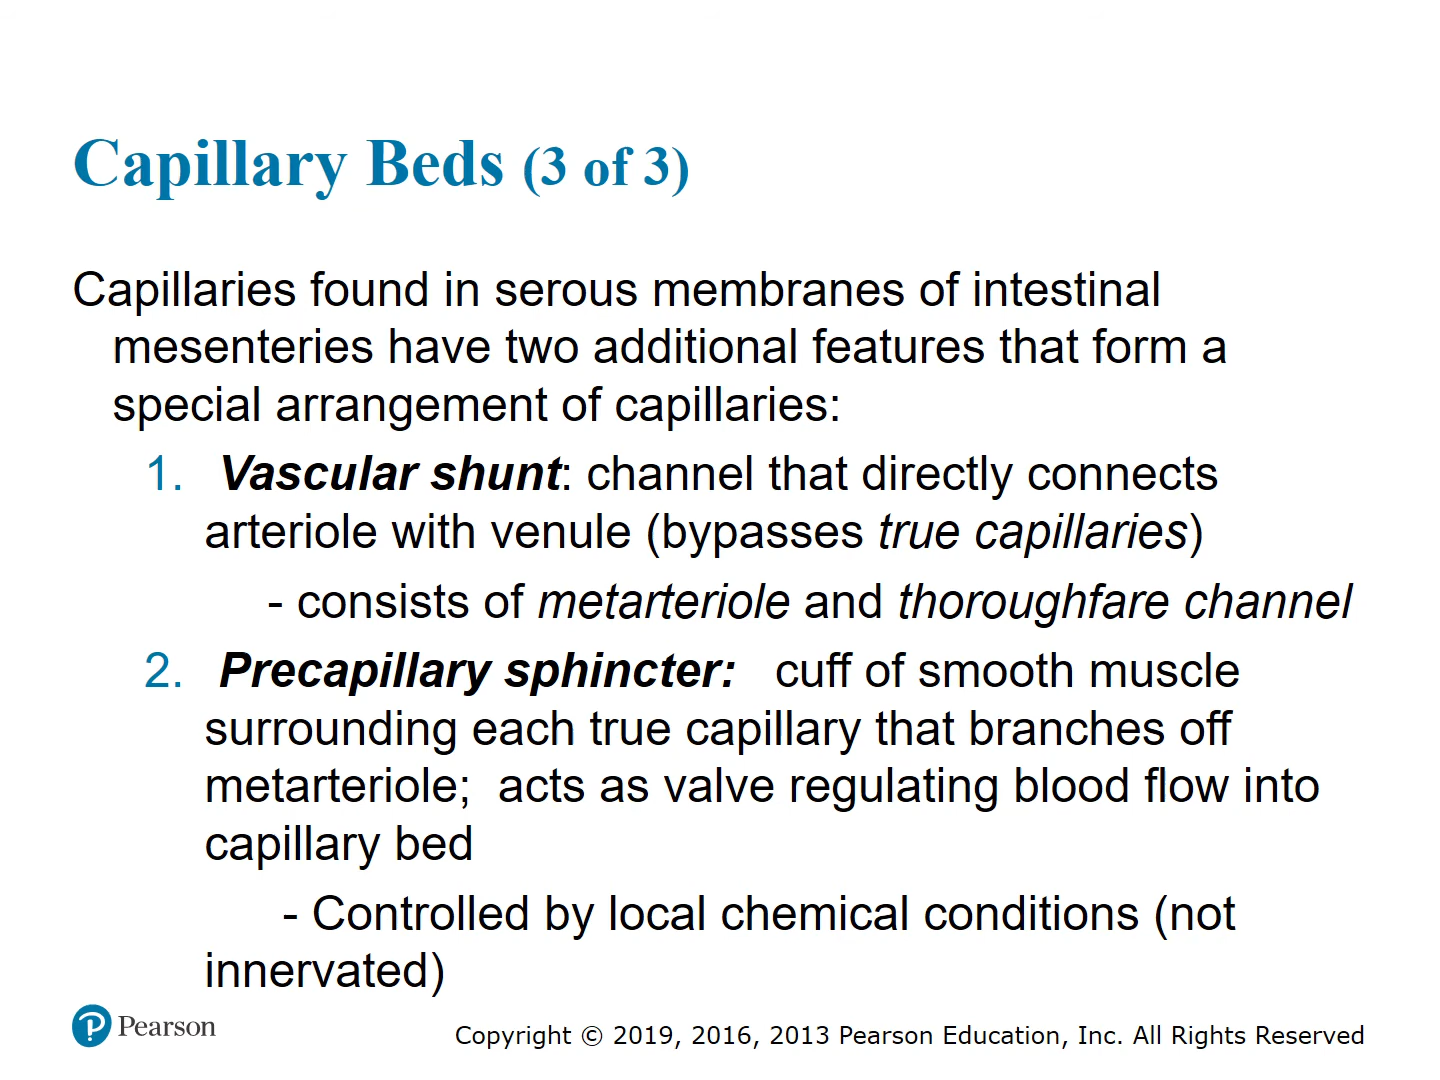 Capillary Beds (3 of 3)
Capillaries found in serous membranes of intestinal
mesenteries have two additional features that form a
special arrangement of capillaries:
1. Vascular shunt: channel that directly connects
arteriole with venule (bypasses true capillaries)
- consists of metarteriole and thoroughfare channel
2. Precapillary sphincter: cuff of smooth muscle
surrounding each true capillary that branches off
metarteriole; acts as valve regulating blood flow into
capillary bed
- Controlled by local chemical conditions (not
innervated)
Pearson
Copyright © 2019, 2016, 2013 Pearson Education, Inc. All Rights Reserved